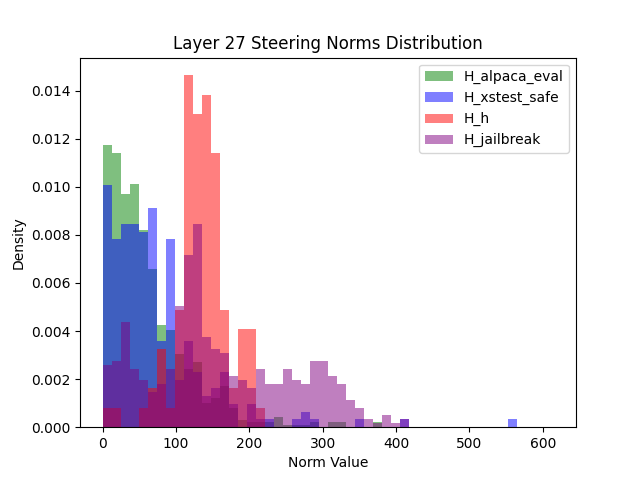 Layer 27 Steering Norms Distribution
H_alpaca_eval
H_xstest_safe
H_h
H_jailbreak
Density
0.014
0.012
0.010
0.008
0.006
0.004
0.002
0.000
0 100 200 300 400 500 600
Norm Value